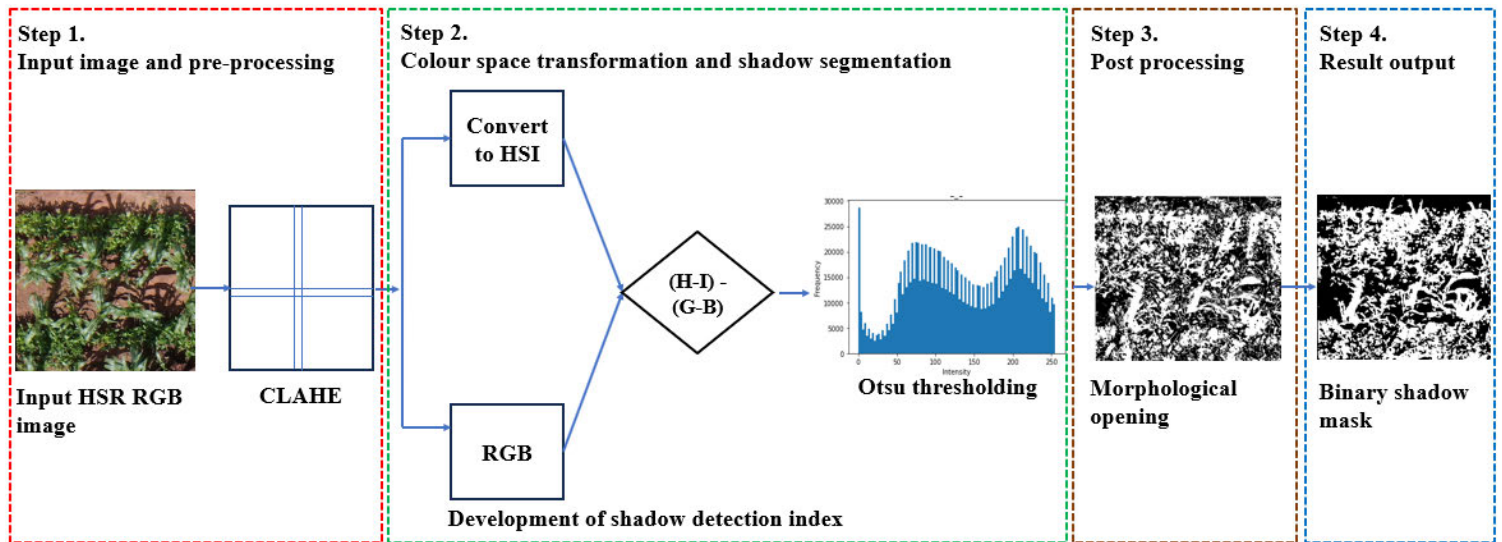 Step 1.
Input image and pre-processing
Input HSR RGB
image
CLAHE
Step 2.
Colour space transformation and shadow segmentation
Convert
to HSI
RGB
(H-I) -
(G-B)
Development of shadow detection index
-_-
30000
25000
20000
15000
10000
5000
0
Frequency
0
50
100
150
200
250
Intensity
Otsu thresholding
Step 3.
Post processing
Morphological
opening
Step 4.
Result output
Binary shadow
mask